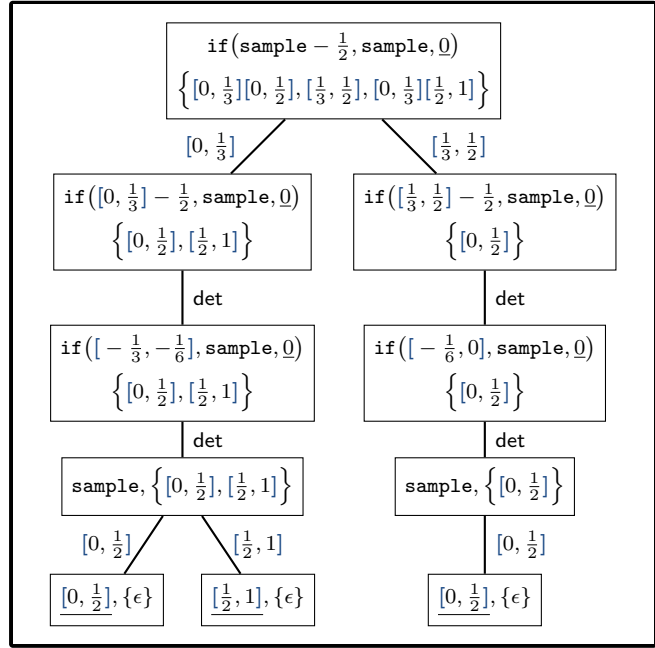 if(sample − 1/2, sample, 0)
{[0, 1/3][0, 1/2], [1/3, 1/2], [0, 1/3][1/2, 1]}
[0, 1/3] [1/3, 1/2]
if([0, 1/3] − 1/2, sample, 0) if([1/3, 1/2] − 1/2, sample, 0)
{[0, 1/2], [1/2, 1]} {[0, 1/2]}
det det
if([− 1/3, − 1/6], sample, 0) if([− 1/6, 0], sample, 0)
{[0, 1/2], [1/2, 1]} {[0, 1/2]}
det det
sample, {[0, 1/2], [1/2, 1]} sample, {[0, 1/2]}
[0, 1/2] [1/2, 1] [0, 1/2]
[0, 1/2], {ϵ} [1/2, 1], {ϵ} [0, 1/2], {ϵ}